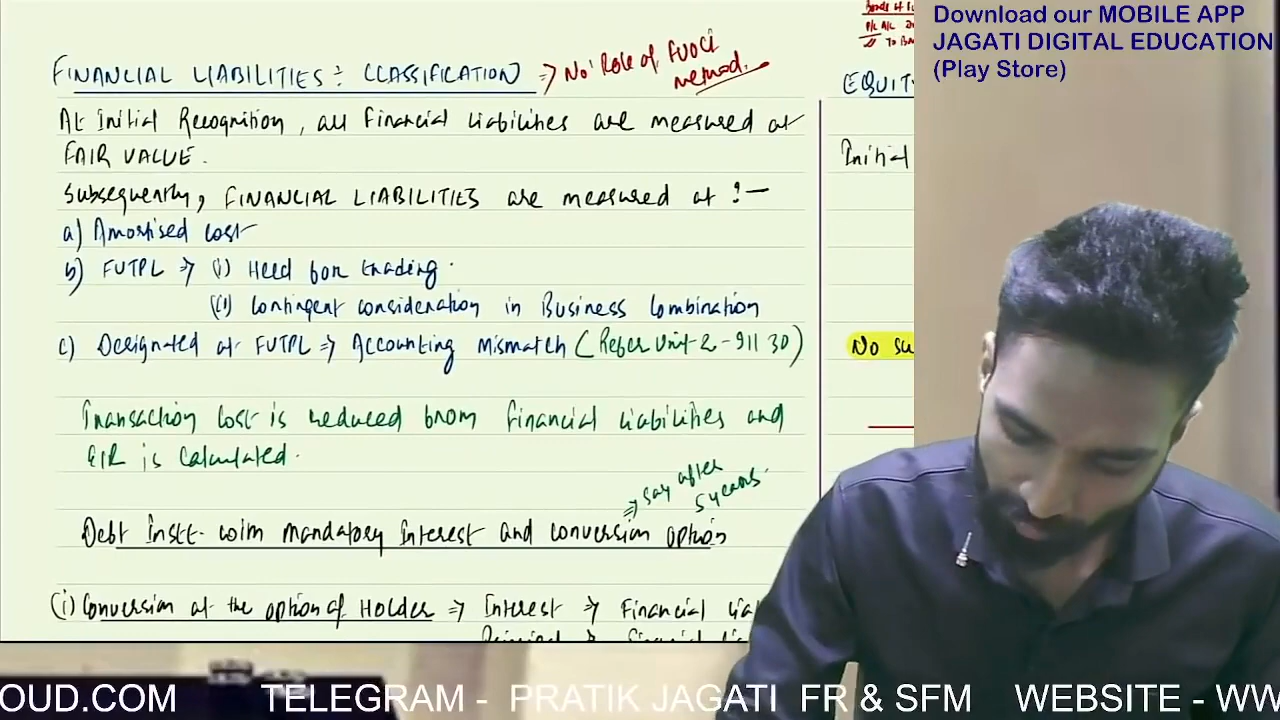 Download our MOBILE APP
JAGATI DIGITAL EDUCATION
(Play Store)
FINANCIAL LIABILITIES : CLASSIFICATION => No Role of FVOCI method.
At Initial Recognition, all Financial Liabilities are measured at
FAIR VALUE.
Subsequently, FINANCIAL LIABILITIES are measured at :-
a) Amortised cost
b) FVTPL => (i) Held for trading.
(ii) Contingent consideration in Business Combination
c) Designated at FVTPL => Accounting Mismatch (Refer Unit-2-Q11 30)
Transaction cost is reduced from Financial Liabilities and
EIR is calculated.
=> say after 5 years.
Debt Instt. with mandatory Interest and conversion option
(i) Conversion at the option of Holder => Interest => Financial Lia
EQUIT
Initial
No su
OUD.COM TELEGRAM - PRATIK JAGATI FR & SFM WEBSITE - WW